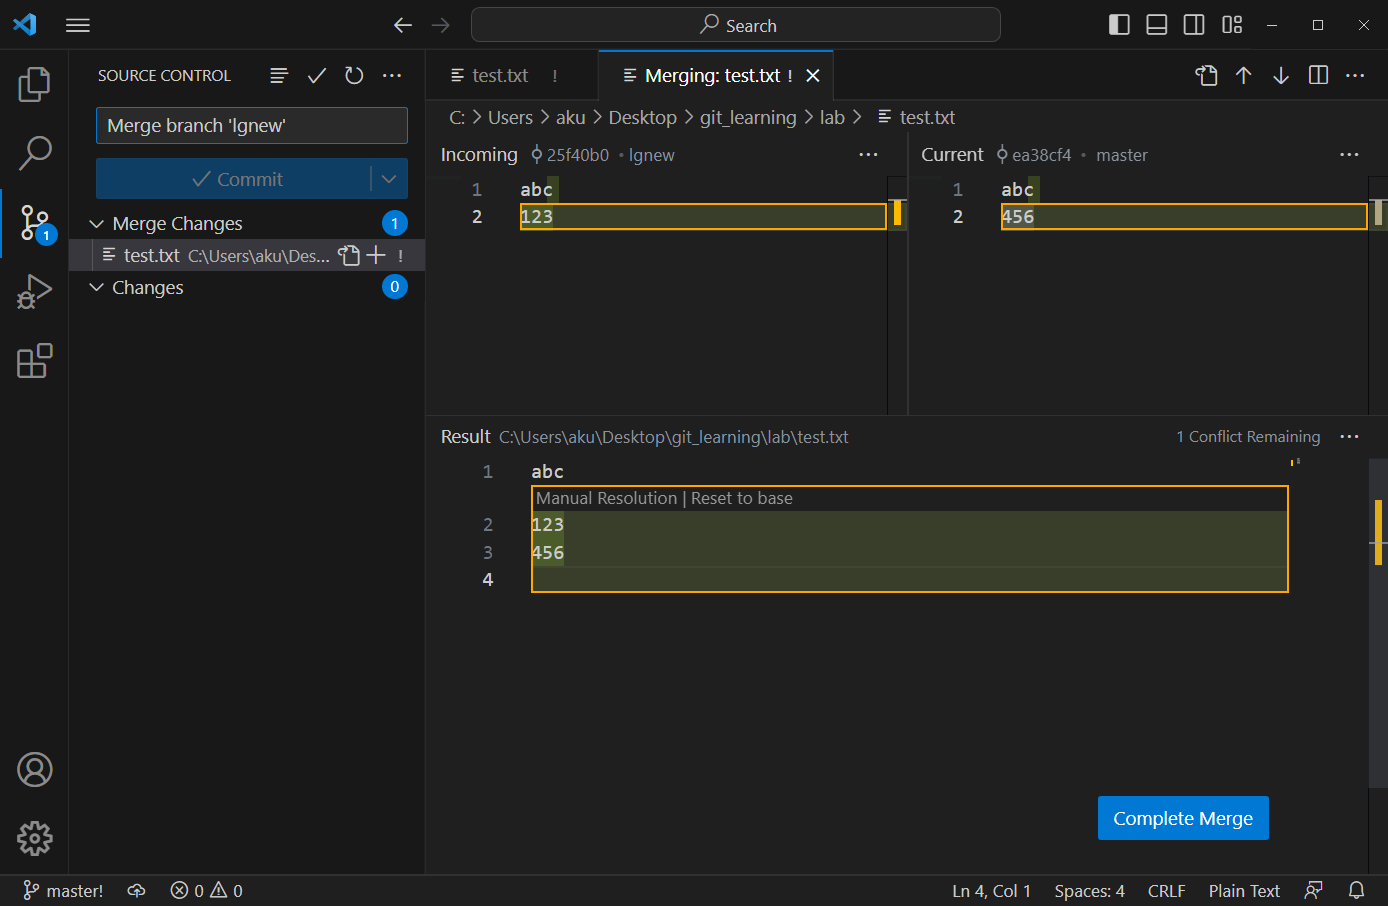 Search
SOURCE CONTROL
test.txt !
Merging: test.txt !
Merge branch 'lgnew'
C: > Users > aku > Desktop > git_learning > lab > test.txt
Incoming 25f40b0 • lgnew
Current ea38cf4 • master
Commit
1 abc
2 123
1 abc
2 456
Merge Changes 1
1
test.txt C:\Users\aku\Des... !
Changes 0
Result C:\Users\aku\Desktop\git_learning\lab\test.txt
1 Conflict Remaining
1 abc
Manual Resolution | Reset to base
2 123
3 456
4
Complete Merge
master! 0 0
Ln 4, Col 1 Spaces: 4 CRLF Plain Text